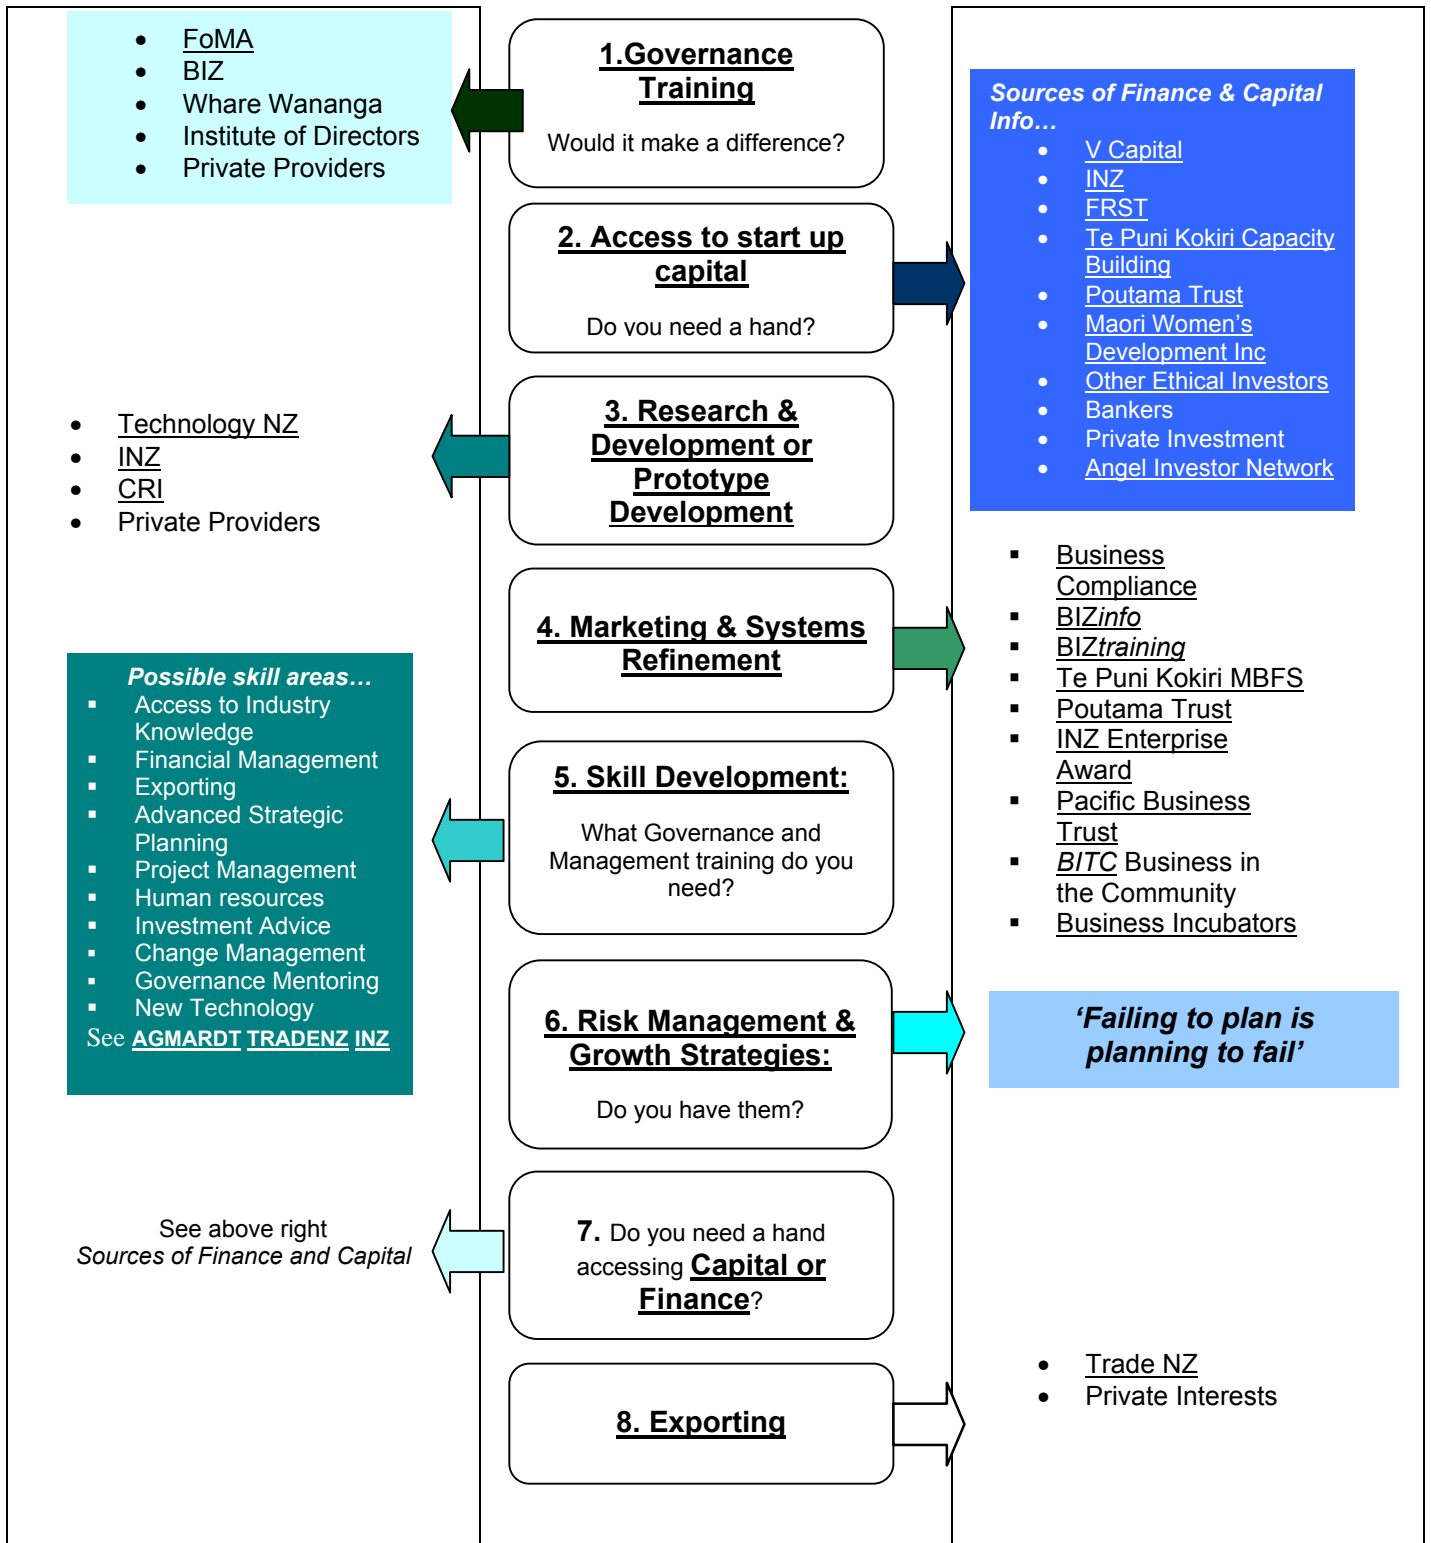 FoMA
BIZ
Whare Wananga
Institute of Directors
Private Providers
1.Governance
Training
Would it make a difference?
Sources of Finance & Capital
Info…
V Capital
INZ
FRST
Te Puni Kokiri Capacity
Building
Poutama Trust
Maori Women’s
Development Inc
Other Ethical Investors
Bankers
Private Investment
Angel Investor Network
2. Access to start up
capital
Do you need a hand?
Technology NZ
INZ
CRI
Private Providers
3. Research &
Development or
Prototype
Development
4. Marketing & Systems
Refinement
Business
Compliance
BIZinfo
BIZtraining
Te Puni Kokiri MBFS
Poutama Trust
INZ Enterprise
Award
Pacific Business
Trust
BITC Business in
the Community
Business Incubators
Possible skill areas…
Access to Industry
Knowledge
Financial Management
Exporting
Advanced Strategic
Planning
Project Management
Human resources
Investment Advice
Change Management
Governance Mentoring
New Technology
See AGMARDT TRADENZ INZ
5. Skill Development:
What Governance and
Management training do you
need?
6. Risk Management &
Growth Strategies:
Do you have them?
‘Failing to plan is
planning to fail’
See above right
Sources of Finance and Capital
7. Do you need a hand
accessing Capital or
Finance?
8. Exporting
Trade NZ
Private Interests